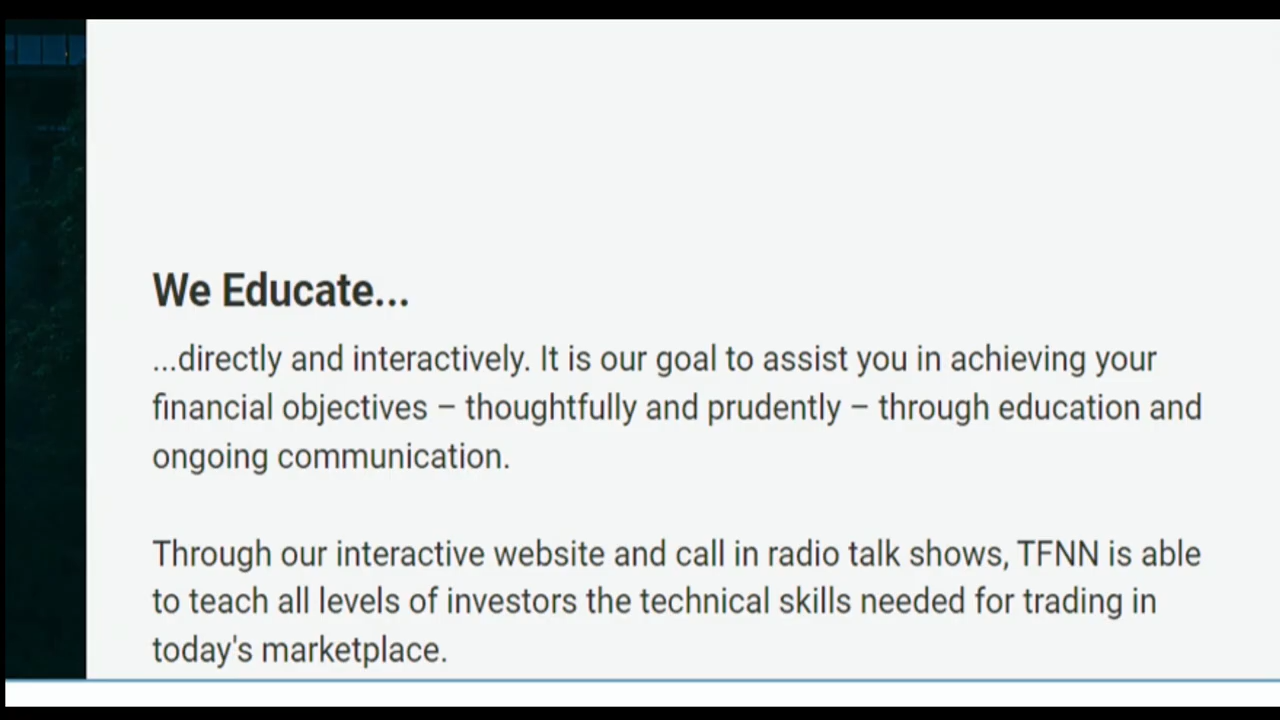 We Educate...
...directly and interactively. It is our goal to assist you in achieving your
financial objectives – thoughtfully and prudently – through education and
ongoing communication.
Through our interactive website and call in radio talk shows, TFNN is able
to teach all levels of investors the technical skills needed for trading in
today's marketplace.